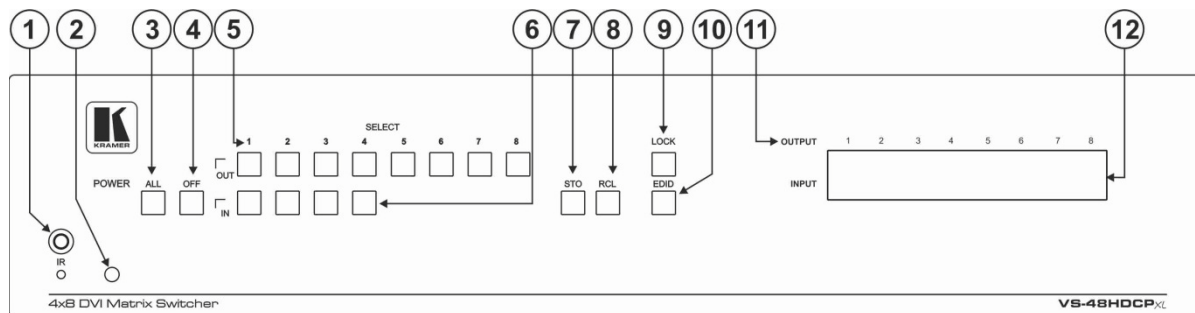 1 2 3 4 5 6 7 8 9 10 11 12
KRAMER
SELECT
1 2 3 4 5 6 7 8
OUT
LOCK
OUTPUT 1 2 3 4 5 6 7 8
POWER ALL OFF
IN
STO RCL EDID
INPUT
IR
4x8 DVI Matrix Switcher
VS-48HDCPXL